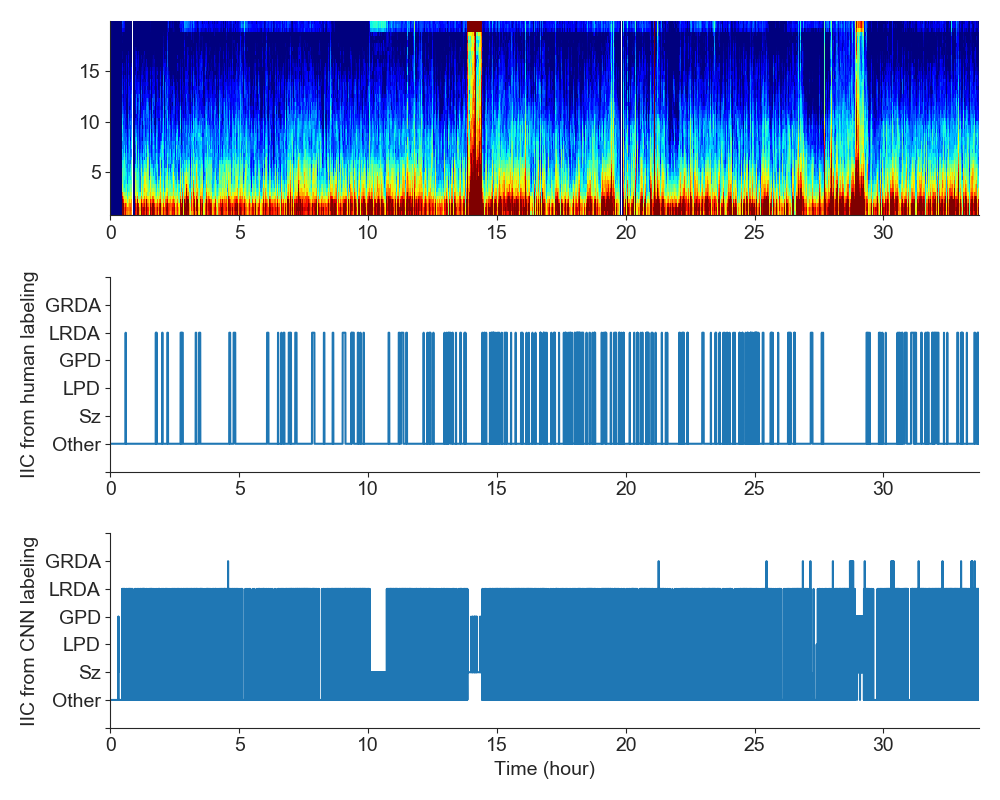 15
10
5
0 5 10 15 20 25 30
IIC from human labeling
GRDA
LRDA
GPD
LPD
Sz
Other
0 5 10 15 20 25 30
IIC from CNN labeling
GRDA
LRDA
GPD
LPD
Sz
Other
0 5 10 15 20 25 30
Time (hour)